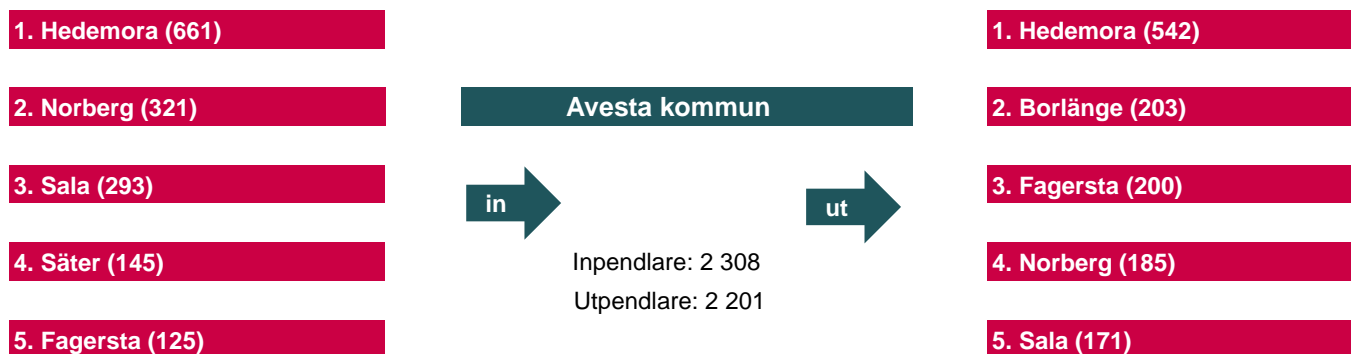 1. Hedemora (661)
2. Norberg (321)
3. Sala (293)
4. Säter (145)
5. Fagersta (125)
Avesta kommun
in
ut
Inpendlare: 2 308
Utpendlare: 2 201
1. Hedemora (542)
2. Borlänge (203)
3. Fagersta (200)
4. Norberg (185)
5. Sala (171)